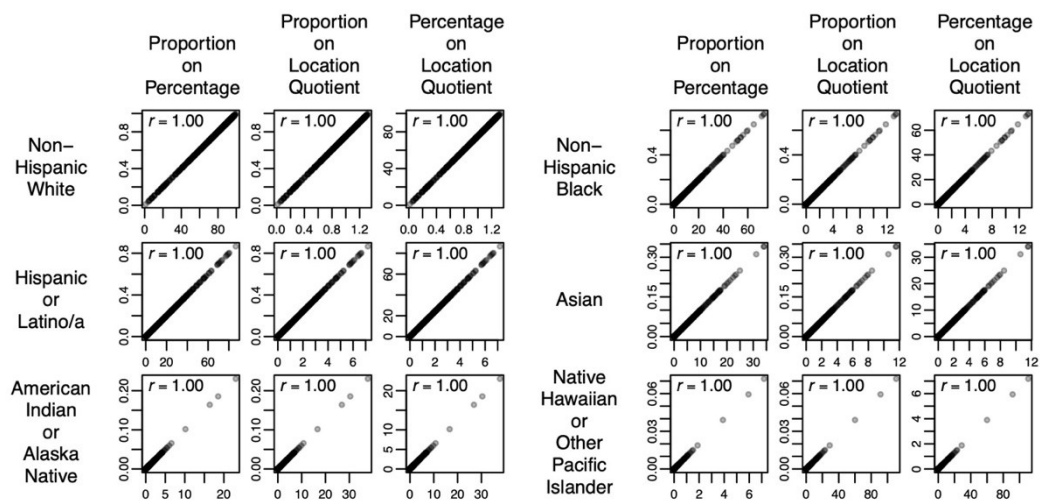 Proportion
on
Percentage
Proportion
on
Location
Quotient
Percentage
on
Location
Quotient
Non−
Hispanic
White
r = 1.00
0.0 0.4 0.8
0 40 80
r = 1.00
0.0 0.4 0.8
0.0 0.4 0.8 1.2
r = 1.00
0 40 80
0.0 0.4 0.8 1.2
Hispanic
or
Latino/a
r = 1.00
0.0 0.4 0.8
0 60
r = 1.00
0.0 0.4 0.8
0 2 4 6
r = 1.00
0 40 80
0 2 4 6
American
Indian
or
Alaska
Native
r = 1.00
0.00 0.10 0.20
0 5 10 20
r = 1.00
0.00 0.10 0.20
0 10 30
r = 1.00
0 5 10 20
0 10 30
Proportion
on
Percentage
Proportion
on
Location
Quotient
Percentage
on
Location
Quotient
Non−
Hispanic
Black
r = 1.00
0.0 0.4
0 20 40 60
r = 1.00
0.0 0.4
0 2 4 6 8 12
r = 1.00
0 20 40 60
0 4 8 12
Asian
r = 1.00
0.00 0.15 0.30
0 10 20 30
r = 1.00
0.00 0.15 0.30
0 2 4 6 8 12
r = 1.00
0 10 20 30
0 2 4 6 8 12
Native
Hawaiian
or
Other
Pacific
Islander
r = 1.00
0.00 0.03 0.06
0 2 4 6
r = 1.00
0.00 0.03 0.06
0 40 80
r = 1.00
0 1 2 4 6
0 40 80